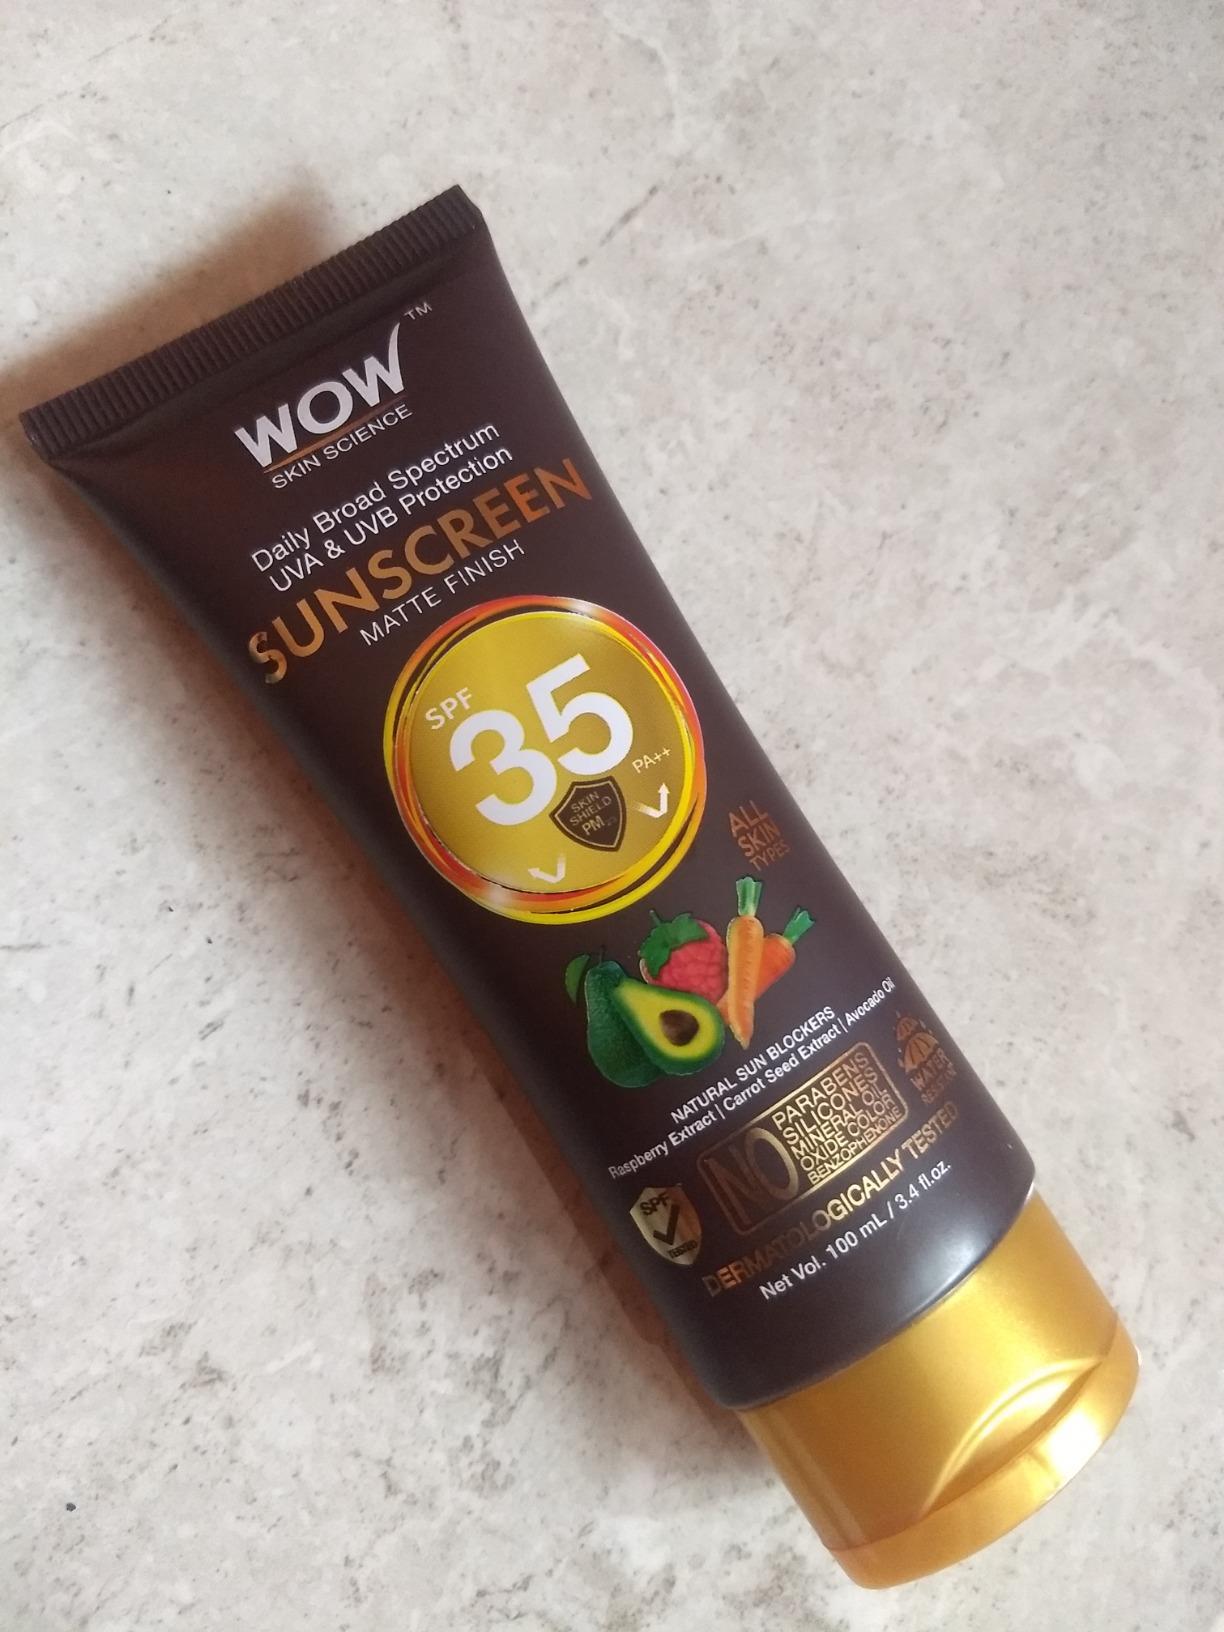 WOW™
SKIN SCIENCE
Daily Broad Spectrum
UVA & UVB Protection
SUNSCREEN
MATTE FINISH
SPF
35
PA++
SKIN
SHIELD
PM
ALL
SKIN
TYPES
NATURAL SUN BLOCKERS
Raspberry Extract | Carrot Seed Extract | Avocado Oil
WATER
RESISTANT
NO
PARABENS
SILICONES
MINERAL OIL
OXIDE COLOR
BENZOPHENONE
SPF
TESTED
DERMATOLOGICALLY TESTED
Net Vol. 100 mL / 3.4 fl.oz.